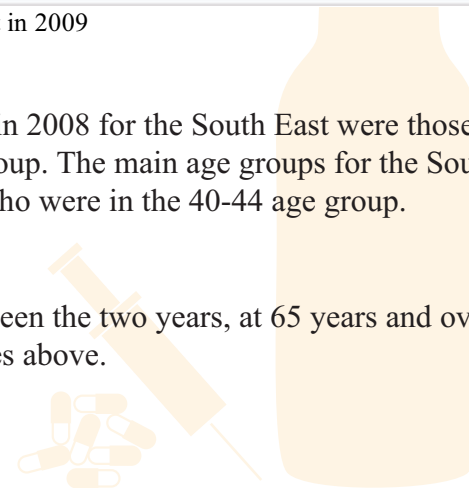 in 2009
in 2008 for the South East were those
oup. The main age groups for the Sou
ho were in the 40-44 age group.
een the two years, at 65 years and ov
es above.